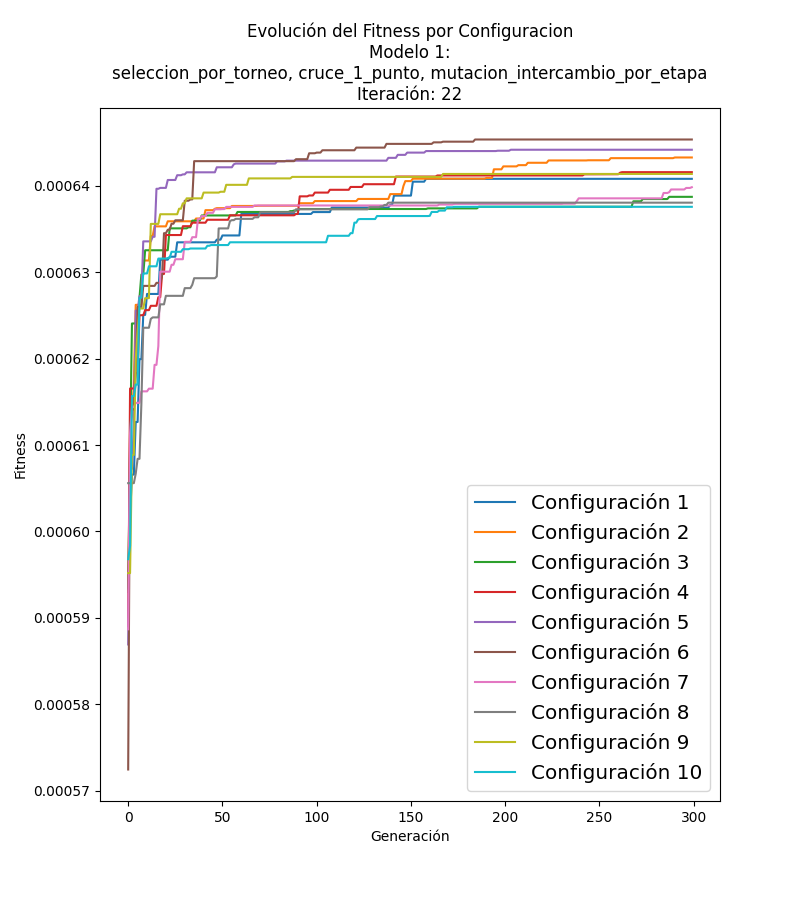 Evolución del Fitness por Configuracion
Modelo 1:
seleccion_por_torneo, cruce_1_punto, mutacion_intercambio_por_etapa
Iteración: 22
Fitness
0.00064
0.00063
0.00062
0.00061
0.00060
0.00059
0.00058
0.00057
Configuración 1
Configuración 2
Configuración 3
Configuración 4
Configuración 5
Configuración 6
Configuración 7
Configuración 8
Configuración 9
Configuración 10
0 50 100 150 200 250 300
Generación